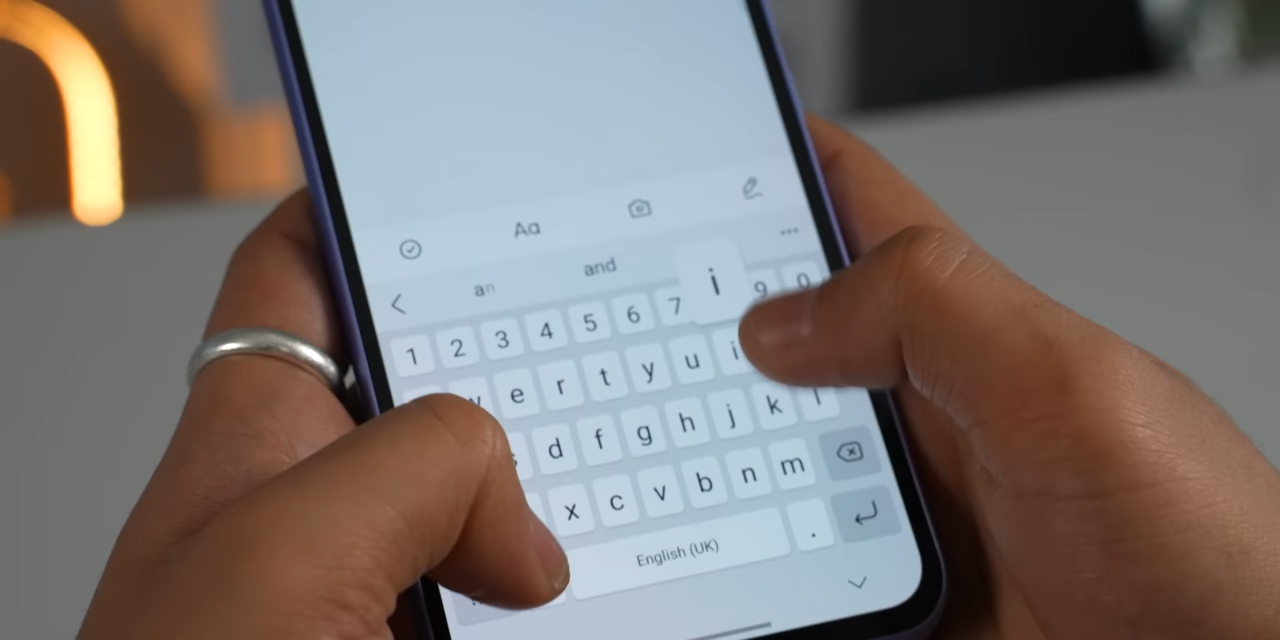 Aa
an and i
1 2 3 4 5 6 7 9 0
w e r t y u i
s d f g h j k l
x c v b n m
English (UK) .